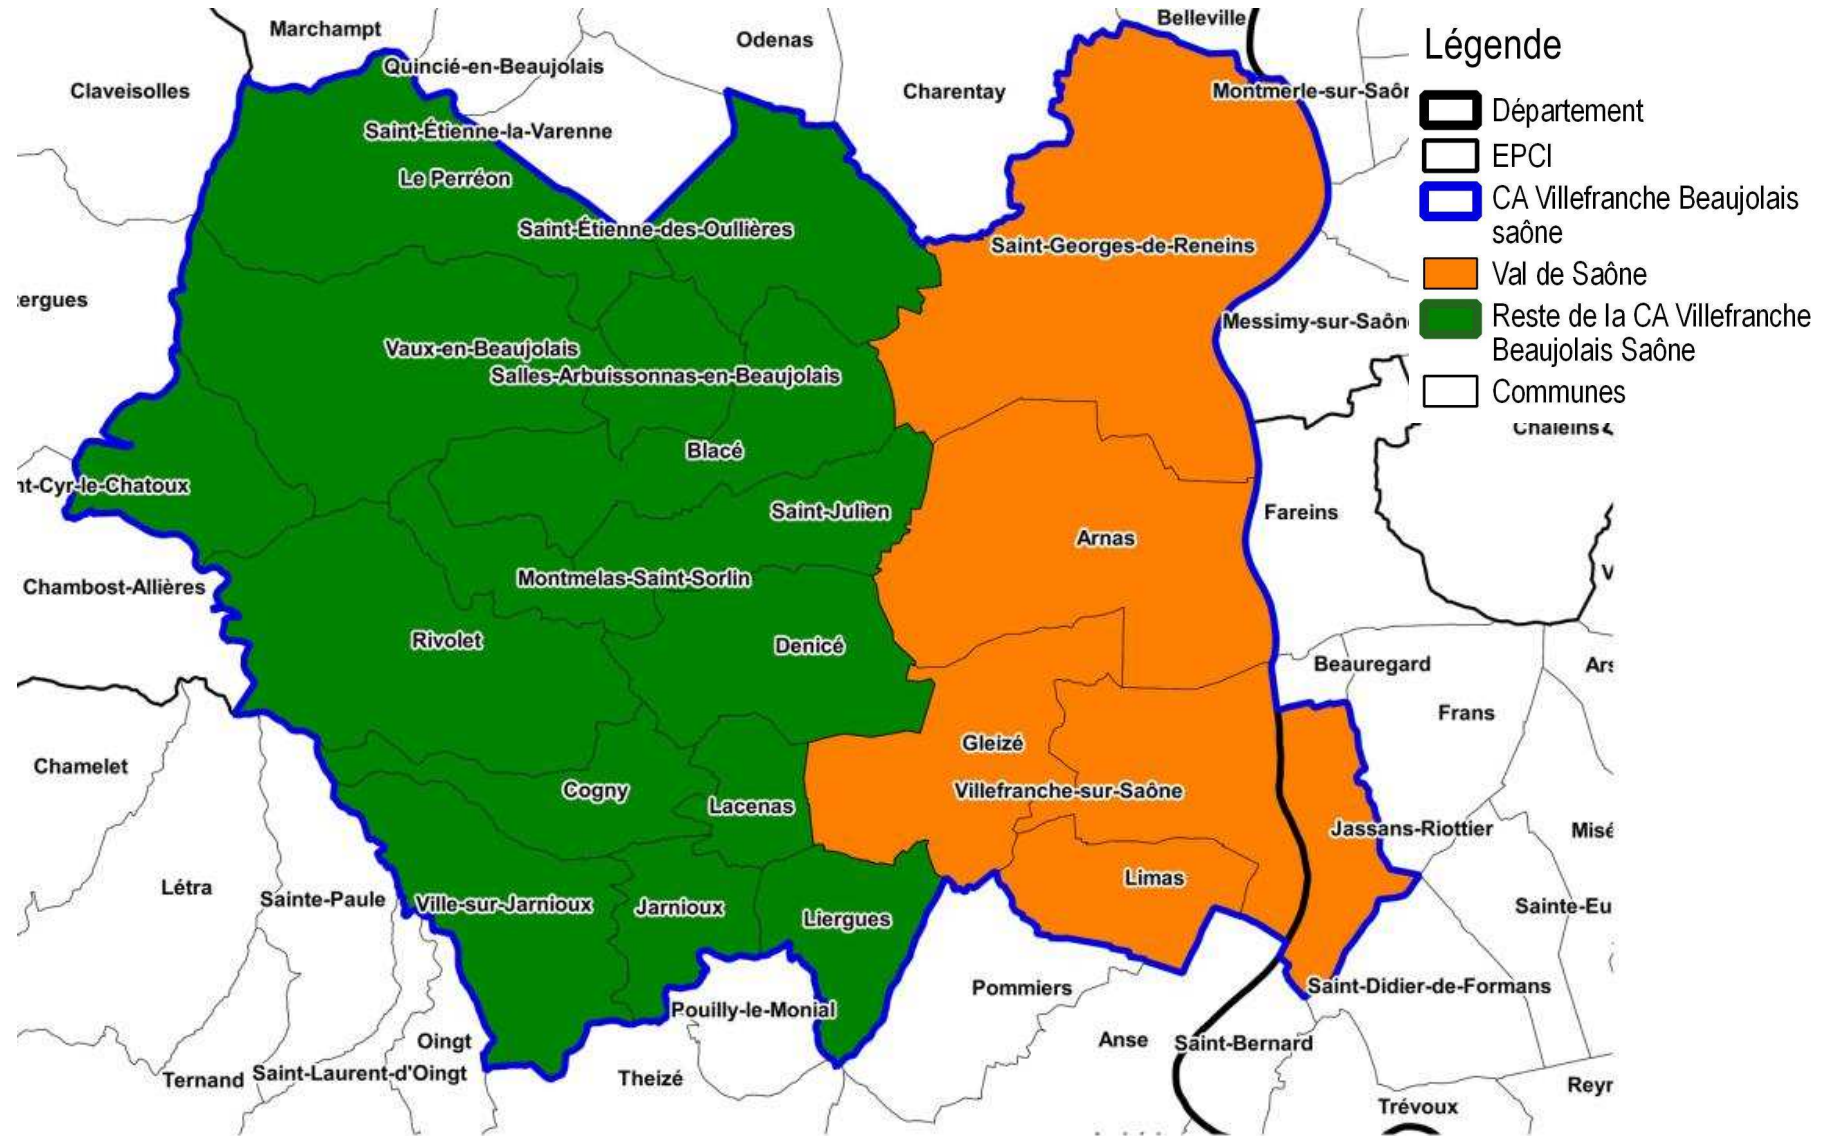 Marchampt
Belleville
Odenas
Quincié-en-Beaujolais
Claveisolles
Charentay
Montmerle-sur-Saôr
Saint-Étienne-la-Varenne
Le Perréon
Saint-Étienne-des-Oullières
Saint-Georges-de-Reneins
ergues
Messimy-sur-Saôn
Vaux-en-Beaujolais
Salles-Arbuissonnas-en-Beaujolais
Blacé
nt-Cyr-le-Chatoux
Saint-Julien
Fareins
Arnas
Chambost-Allières
Montmelas-Saint-Sorlin
Rivolet
Denicé
Beauregard
Ars
Frans
Gleizé
Chamelet
Cogny
Villefranche-sur-Saône
Lacenas
Jassans-Riottier
Misé
Limas
Létra
Sainte-Paule
Ville-sur-Jarnioux
Jarnioux
Liergues
Sainte-Eu
Pommiers
Saint-Didier-de-Formans
Pouilly-le-Monial
Oingt
Anse
Saint-Bernard
Ternand
Saint-Laurent-d'Oingt
Theizé
Reyr
Trévoux
Légende
Département
EPCI
CA Villefranche Beaujolais
saône
Val de Saône
Reste de la CA Villefranche
Beaujolais Saône
Communes
Chaleins
V